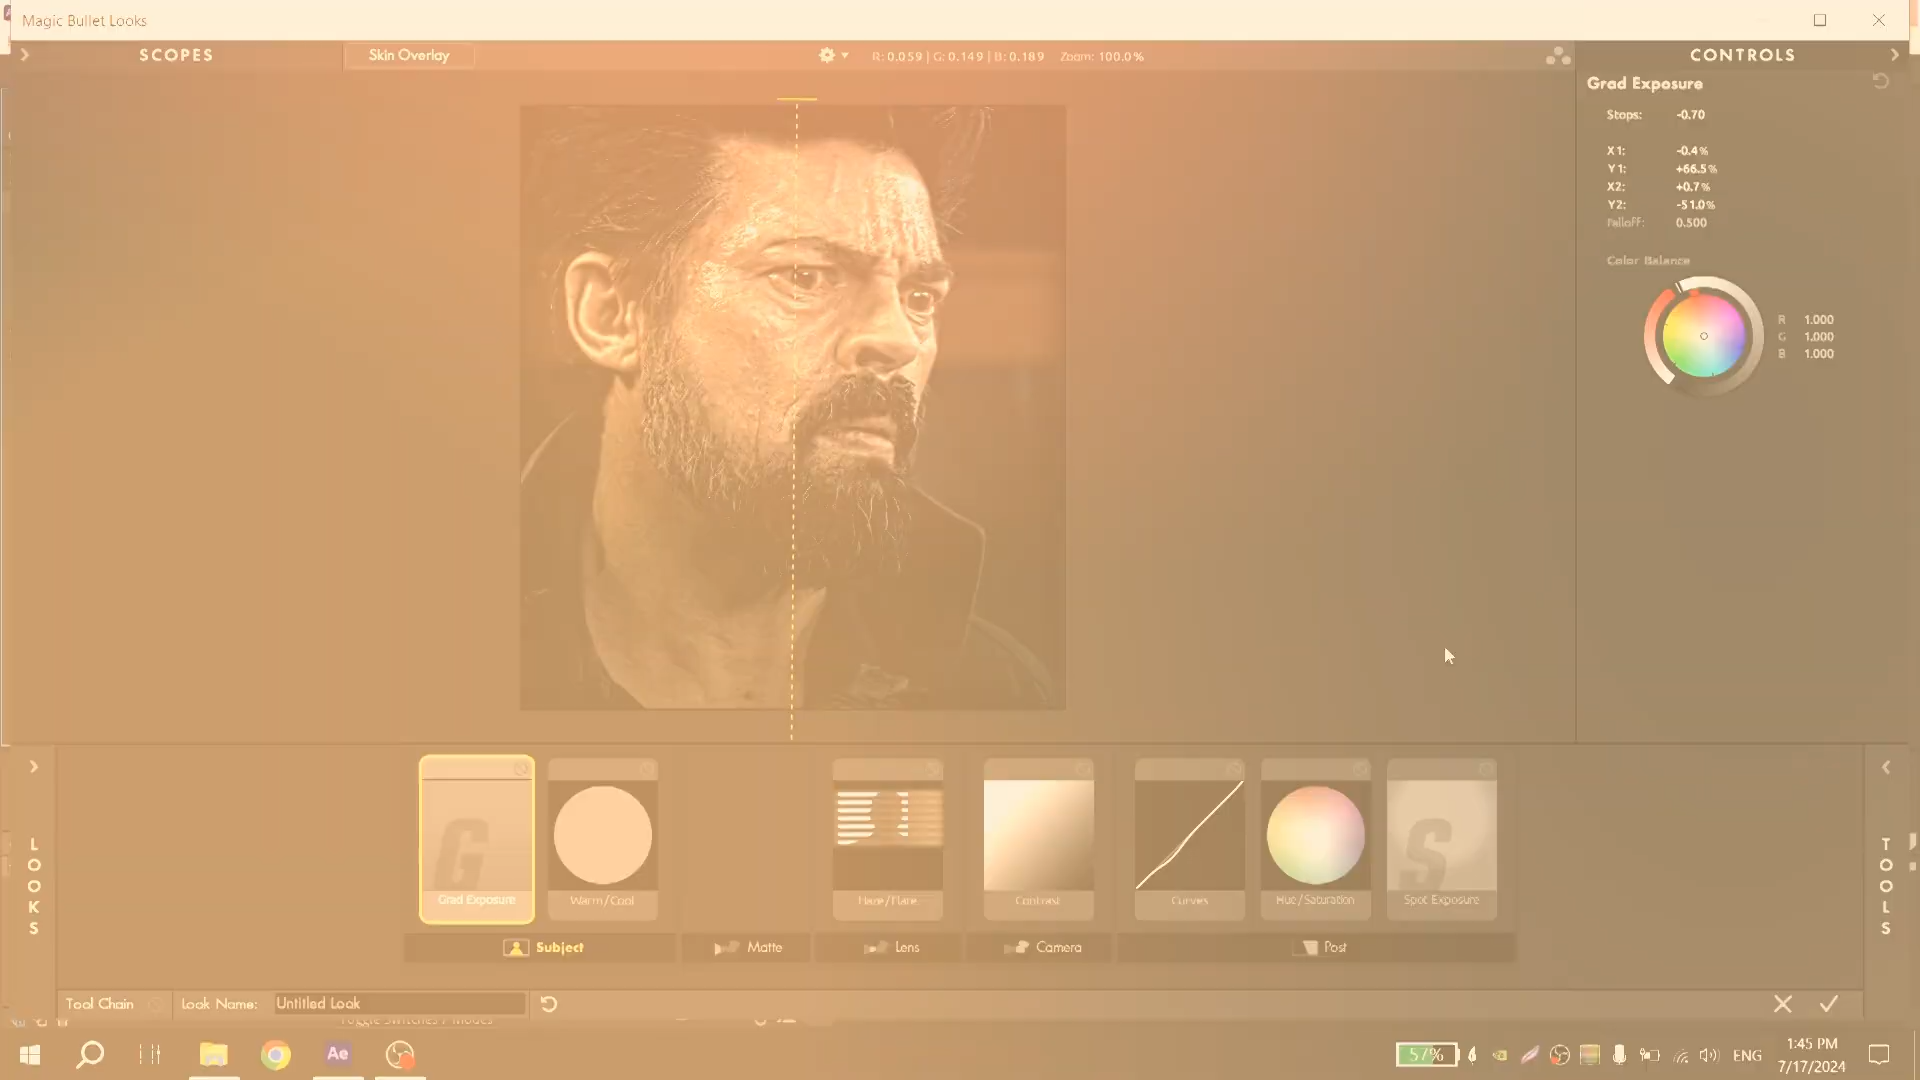 Magic Bullet Looks
SCOPES
Skin Overlay
R: 0.059 | G: 0.149 | B: 0.189 Zoom: 100.0%
CONTROLS
Grad Exposure
Stops: -0.70
X1: -0.4%
Y1: +66.5%
X2: +0.7%
Y2: -51.0%
Falloff: 0.500
Color Balance
R 1.000
G 1.000
B 1.000
LOOKS
G
S
Grad Exposure
Warm/Cool
Haze/Flare
Contrast
Curves
Hue/Saturation
Spot Exposure
TOOLS
Subject
Matte
Lens
Camera
Post
Tool Chain
Look Name: Untitled Look
Toggle Switches / Modes
Ae
57%
ENG
1:45 PM
7/17/2024